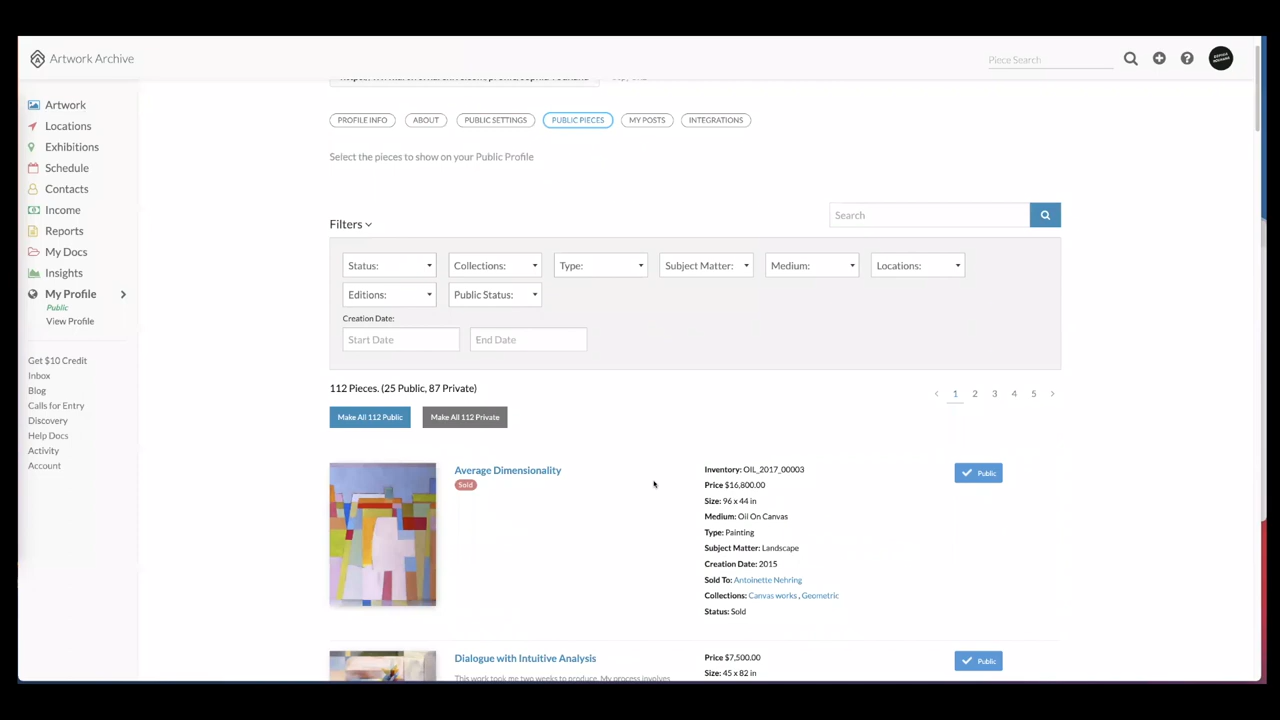 Artwork Archive
Piece Search
Artwork
Locations
Exhibitions
Schedule
Contacts
Income
Reports
My Docs
Insights
My Profile
Public
View Profile
Get $10 Credit
Inbox
Blog
Calls for Entry
Discovery
Help Docs
Activity
Account
PROFILE INFO
ABOUT
PUBLIC SETTINGS
PUBLIC PIECES
MY POSTS
INTEGRATIONS
Select the pieces to show on your Public Profile
Filters
Search
Status:
Collections:
Type:
Subject Matter:
Medium:
Locations:
Editions:
Public Status:
Creation Date:
Start Date
End Date
112 Pieces. (25 Public, 87 Private)
1 2 3 4 5
Make All 112 Public
Make All 112 Private
Average Dimensionality
Sold
Inventory: OIL_2017_00003
Price $16,800.00
Size: 96 x 44 in
Medium: Oil On Canvas
Type: Painting
Subject Matter: Landscape
Creation Date: 2015
Sold To: Antoinette Nehring
Collections: Canvas works , Geometric
Status: Sold
Public
Dialogue with Intuitive Analysis
This work took me two weeks to produce. My process involves
Price $7,500.00
Size: 45 x 82 in
Public